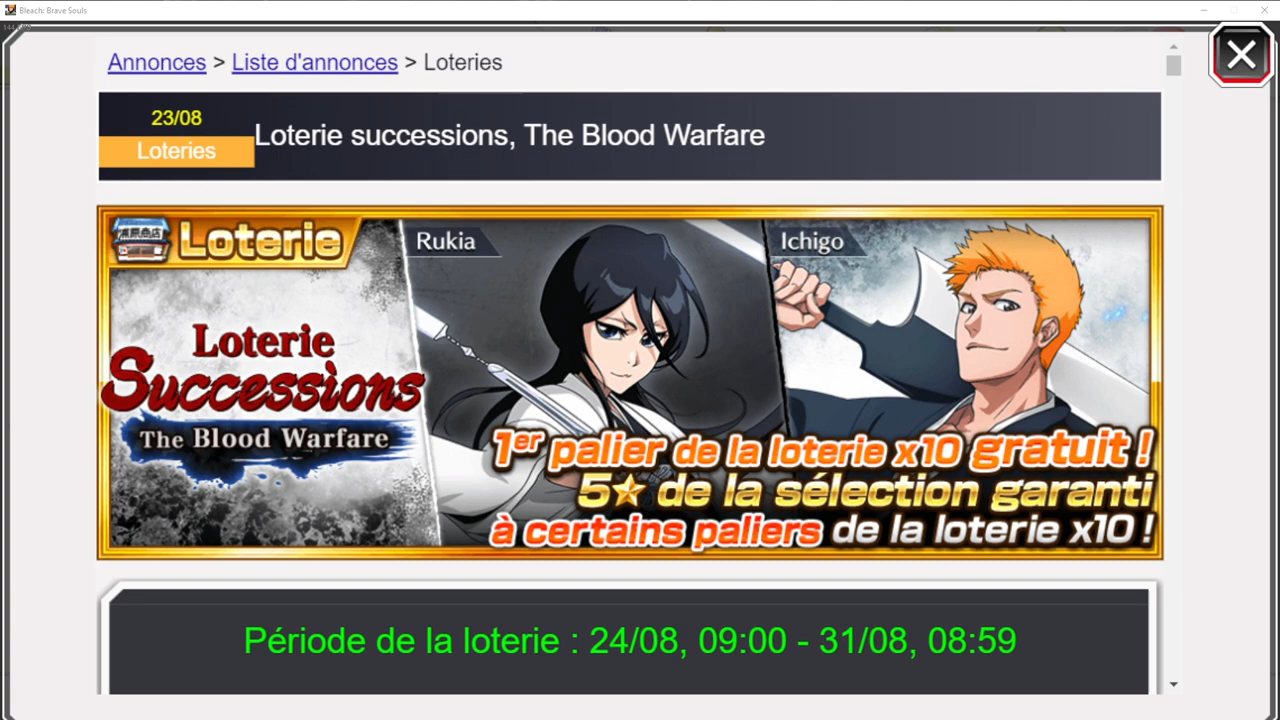 Bleach: Brave Souls
Annonces > Liste d'annonces > Loteries
23/08
Loteries
Loterie successions, The Blood Warfare
Loterie
Rukia
Ichigo
Loterie
Successions
The Blood Warfare
1er palier de la loterie x10 gratuit !
5★ de la sélection garanti
à certains paliers de la loterie x10 !
Période de la loterie : 24/08, 09:00 - 31/08, 08:59